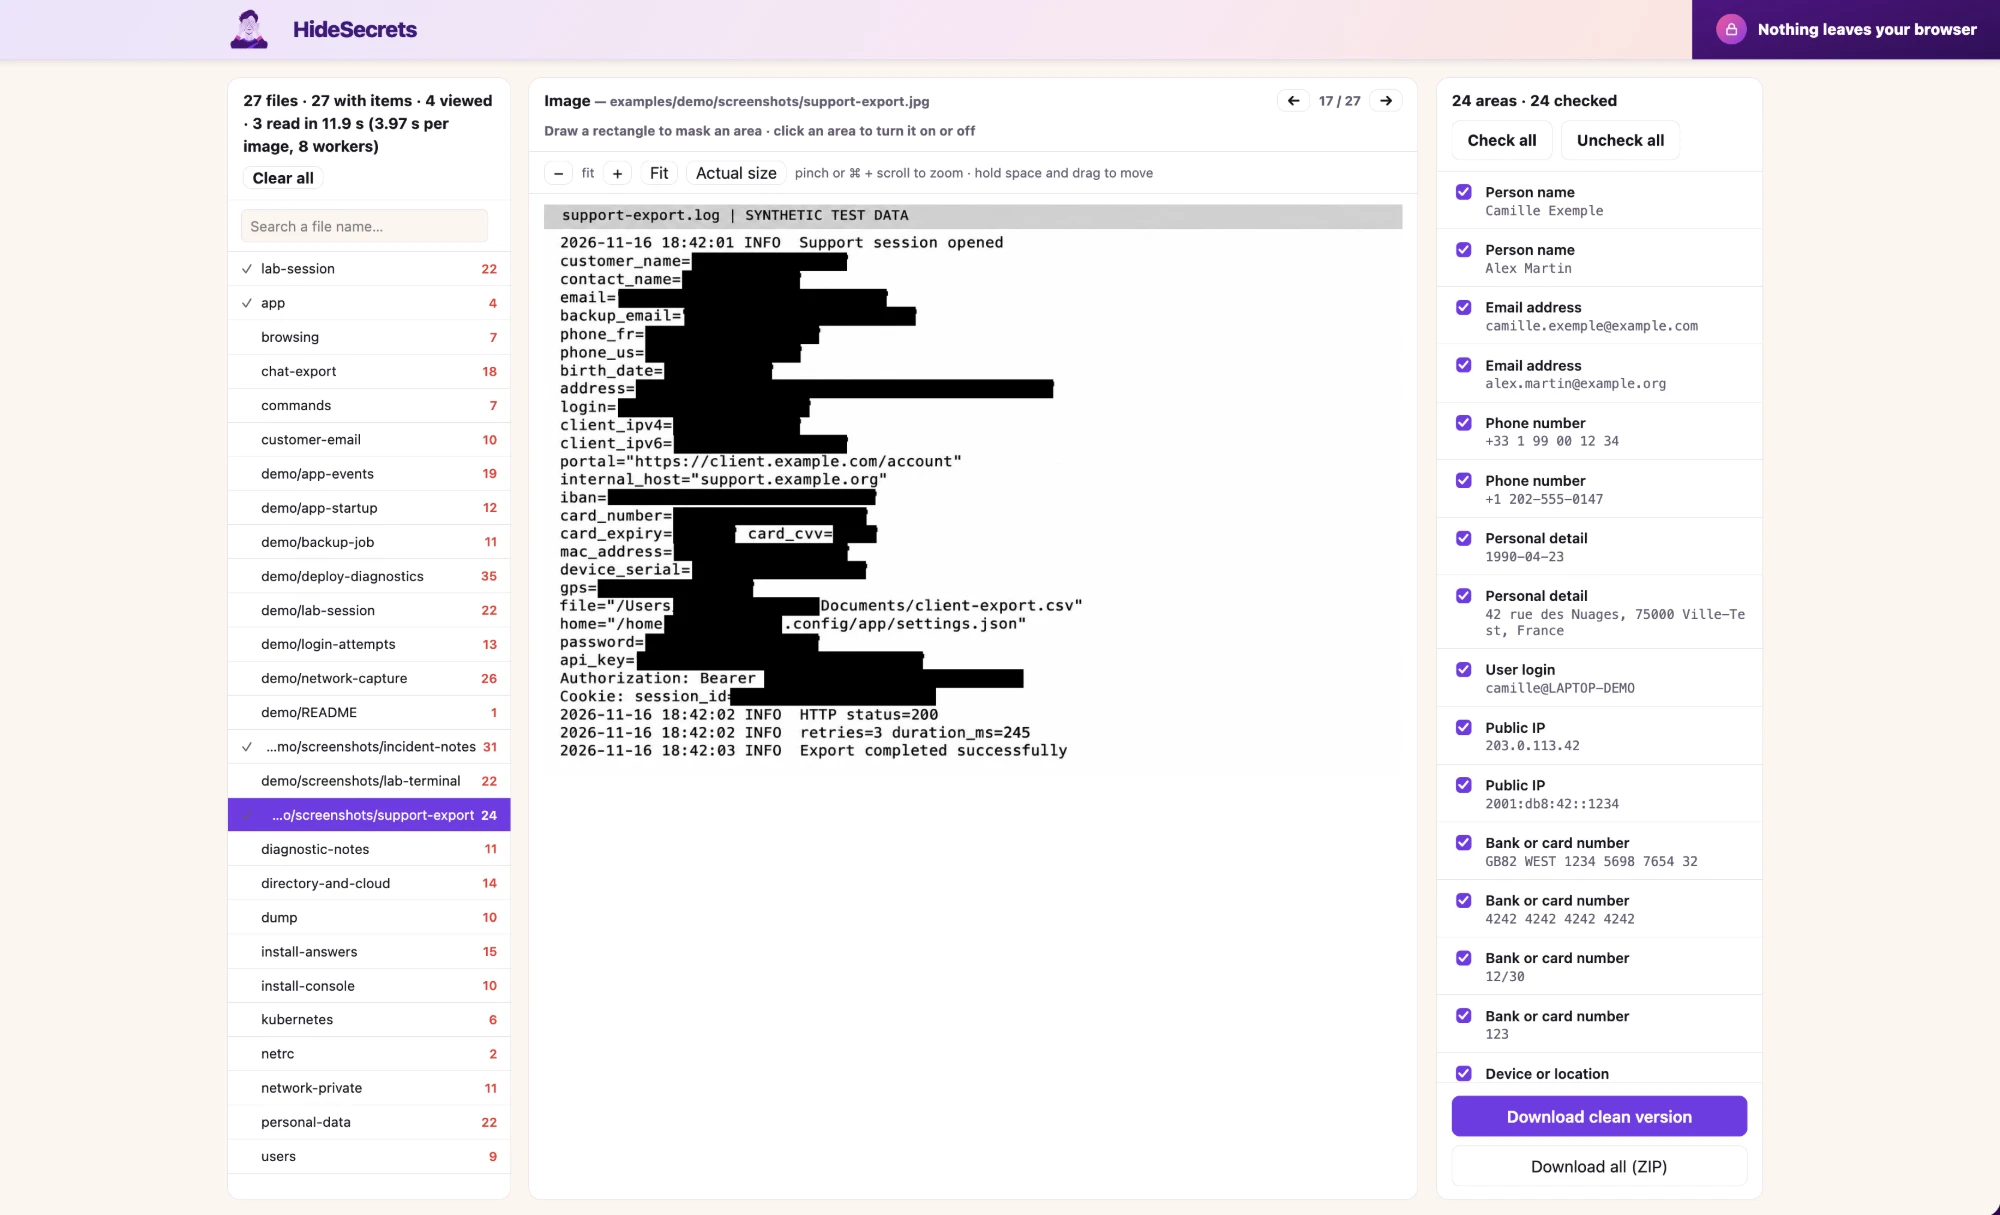 HideSecrets
Nothing leaves your browser
27 files · 27 with items · 4 viewed
· 3 read in 11.9 s (3.97 s per
image, 8 workers)
Clear all
Search a file name...
lab-session 22
app 4
browsing 7
chat-export 18
commands 7
customer-email 10
demo/app-events 19
demo/app-startup 12
demo/backup-job 11
demo/deploy-diagnostics 35
demo/lab-session 22
demo/login-attempts 13
demo/network-capture 26
demo/README 1
...mo/screenshots/incident-notes 31
demo/screenshots/lab-terminal 22
...o/screenshots/support-export 24
diagnostic-notes 11
directory-and-cloud 14
dump 10
install-answers 15
install-console 10
kubernetes 6
netrc 2
network-private 11
personal-data 22
users 9
Image — examples/demo/screenshots/support-export.jpg
17 / 27
Draw a rectangle to mask an area · click an area to turn it on or off
− fit + Fit Actual size pinch or ⌘ + scroll to zoom · hold space and drag to move
support-export.log | SYNTHETIC TEST DATA
2026-11-16 18:42:01 INFO  Support session opened
customer_name=
contact_name=
email=
backup_email=
phone_fr=
phone_us=
birth_date=
address=
login=
client_ipv4=
client_ipv6=
portal="https://client.example.com/account"
internal_host="support.example.org"
iban=
card_number=
card_expiry= card_cvv=
mac_address=
device_serial=
gps=
file="/Users Documents/client-export.csv"
home="/home .config/app/settings.json"
password=
api_key=
Authorization: Bearer
Cookie: session_id=
2026-11-16 18:42:02 INFO  HTTP status=200
2026-11-16 18:42:02 INFO  retries=3 duration_ms=245
2026-11-16 18:42:03 INFO  Export completed successfully
24 areas · 24 checked
Check all Uncheck all
Person name
Camille Exemple
Person name
Alex Martin
Email address
camille.exemple@example.com
Email address
alex.martin@example.org
Phone number
+33 1 99 00 12 34
Phone number
+1 202-555-0147
Personal detail
1990-04-23
Personal detail
42 rue des Nuages, 75000 Ville-Te
st, France
User login
camille@LAPTOP-DEMO
Public IP
203.0.113.42
Public IP
2001:db8:42::1234
Bank or card number
GB82 WEST 1234 5698 7654 32
Bank or card number
4242 4242 4242 4242
Bank or card number
12/30
Bank or card number
123
Device or location
Download clean version
Download all (ZIP)